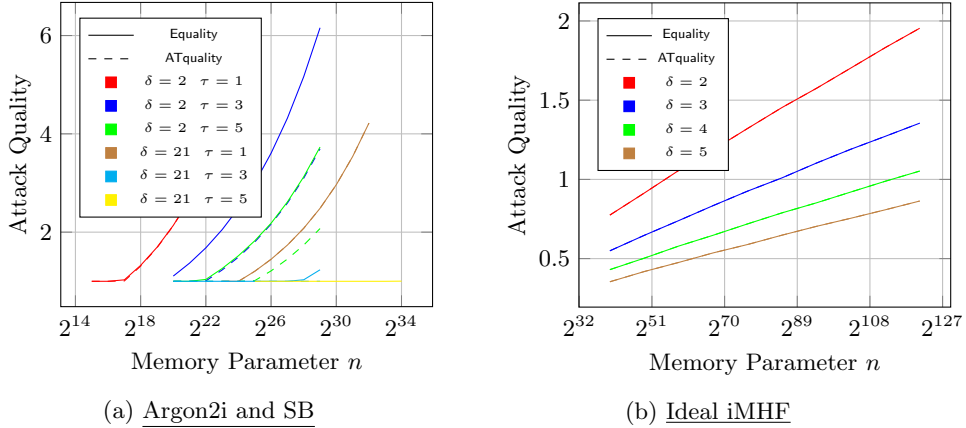 Attack Quality
6
4
2
Equality
ATquality
δ = 2 τ = 1
δ = 2 τ = 3
δ = 2 τ = 5
δ = 21 τ = 1
δ = 21 τ = 3
δ = 21 τ = 5
2^14 2^18 2^22 2^26 2^30 2^34
Memory Parameter n
(a) Argon2i and SB
Attack Quality
2
1.5
1
0.5
Equality
ATquality
δ = 2
δ = 3
δ = 4
δ = 5
2^32 2^51 2^70 2^89 2^108 2^127
Memory Parameter n
(b) Ideal iMHF